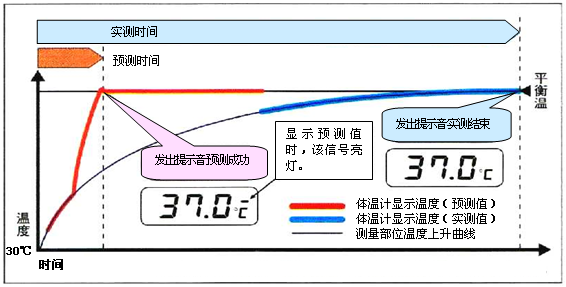 实测时间
预测时间
平衡温
发出提示音预测成功
显示预测值
时，该信号亮
灯。
发出提示音实测结束
37.0℃
37.0℃
体温计显示温度（预测值）
体温计显示温度（实测值）
测量部位温度上升曲线
温度
30℃
时间